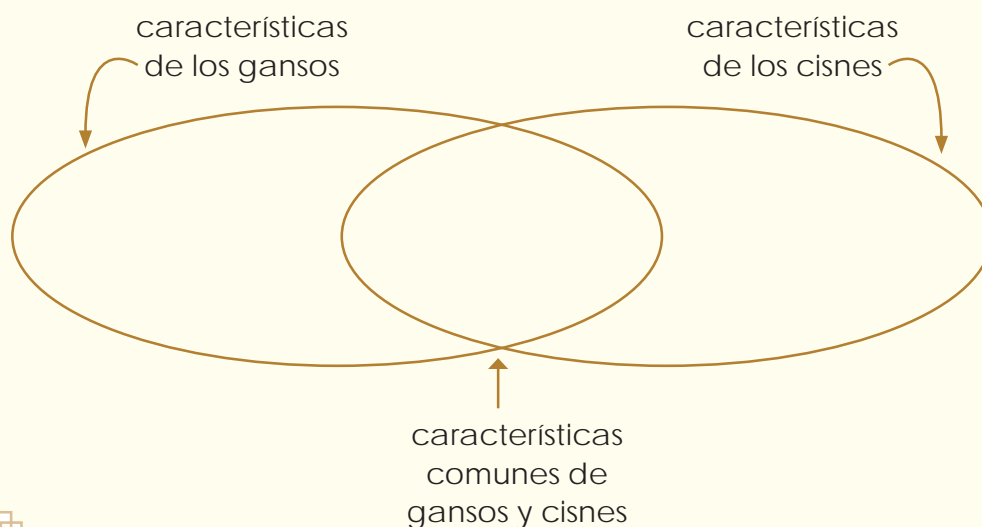 características
de los gansos
características
de los cisnes
características
comunes de
gansos y cisnes